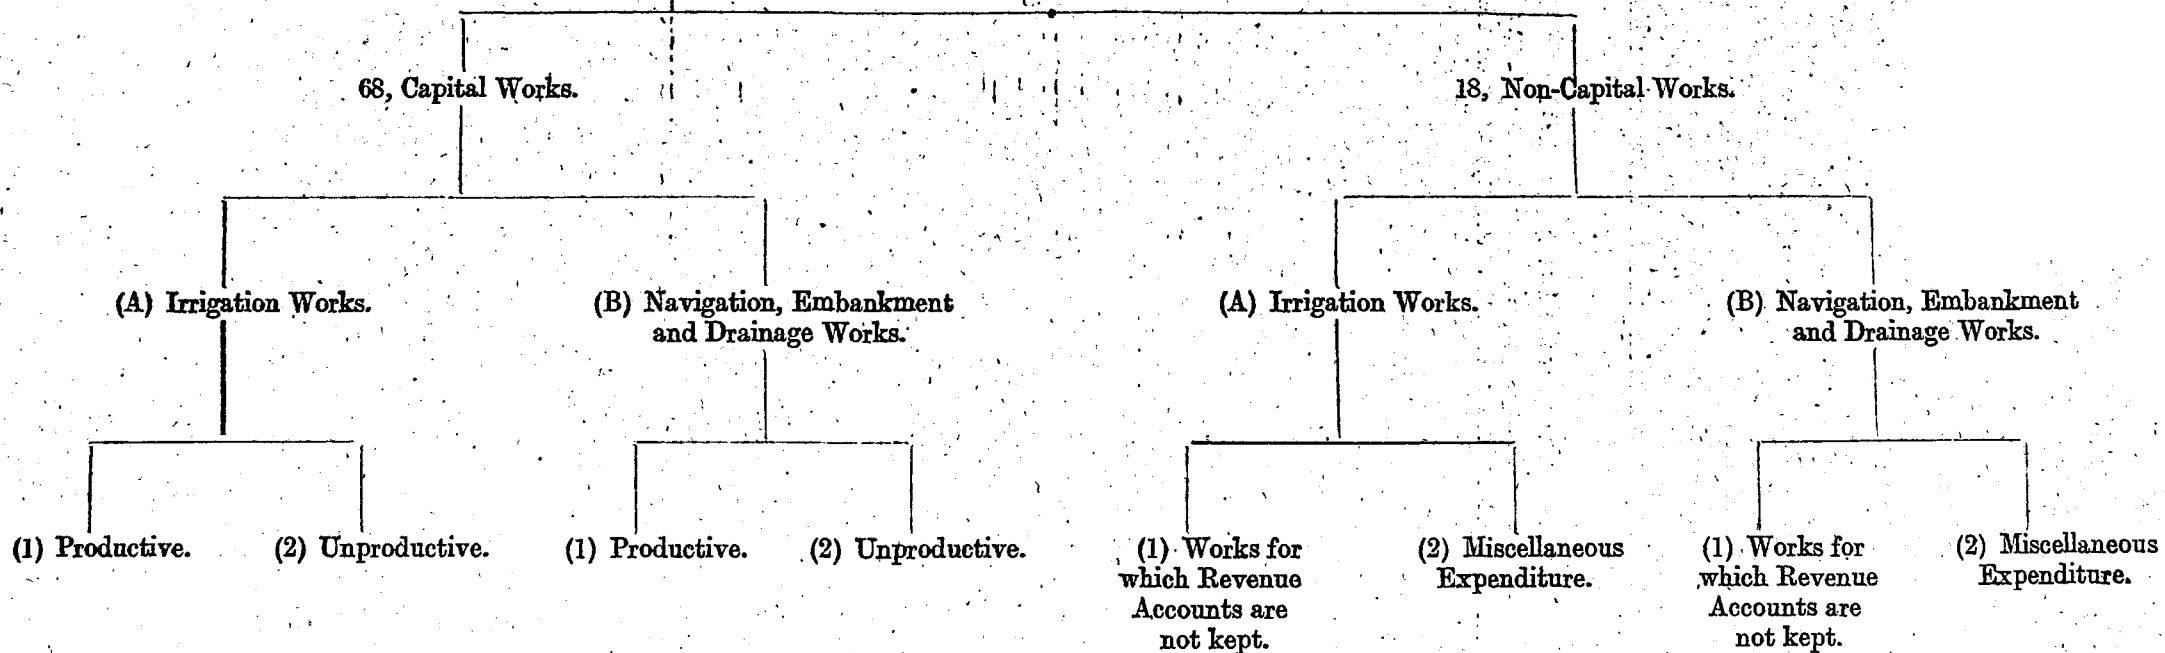 68, Capital Works.
18, Non-Capital Works.
(A) Irrigation Works.
(B) Navigation, Embankment
and Drainage Works.
(A) Irrigation Works.
(B) Navigation, Embankment
and Drainage Works.
(1) Productive.
(2) Unproductive.
(1) Productive.
(2) Unproductive.
(1) Works for
which Revenue
Accounts are
not kept.
(2) Miscellaneous
Expenditure.
(1) Works for
which Revenue
Accounts are
not kept.
(2) Miscellaneous
Expenditure.